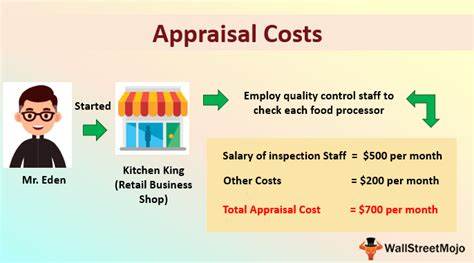 Appraisal Costs
Started
Mr. Eden
Kitchen King
(Retail Business
Shop)
Employ quality control staff to
check each food processor
Salary of inspection Staff = $500 per month
Other Costs = $200 per month
Total Appraisal Cost = $700 per month
WallStreetMojo